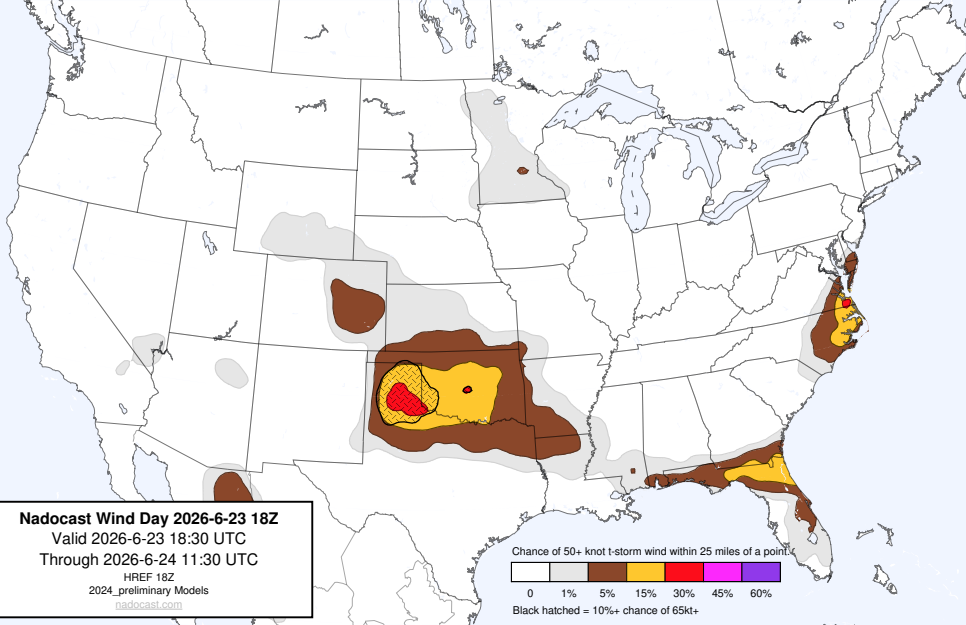 Nadocast Wind Day 2026-6-23 18Z
Valid 2026-6-23 18:30 UTC
Through 2026-6-24 11:30 UTC
HREF 18Z
2024_preliminary Models
nadocast.com
Chance of 50+ knot t-storm wind within 25 miles of a point.
0 1% 5% 15% 30% 45% 60%
Black hatched = 10%+ chance of 65kt+